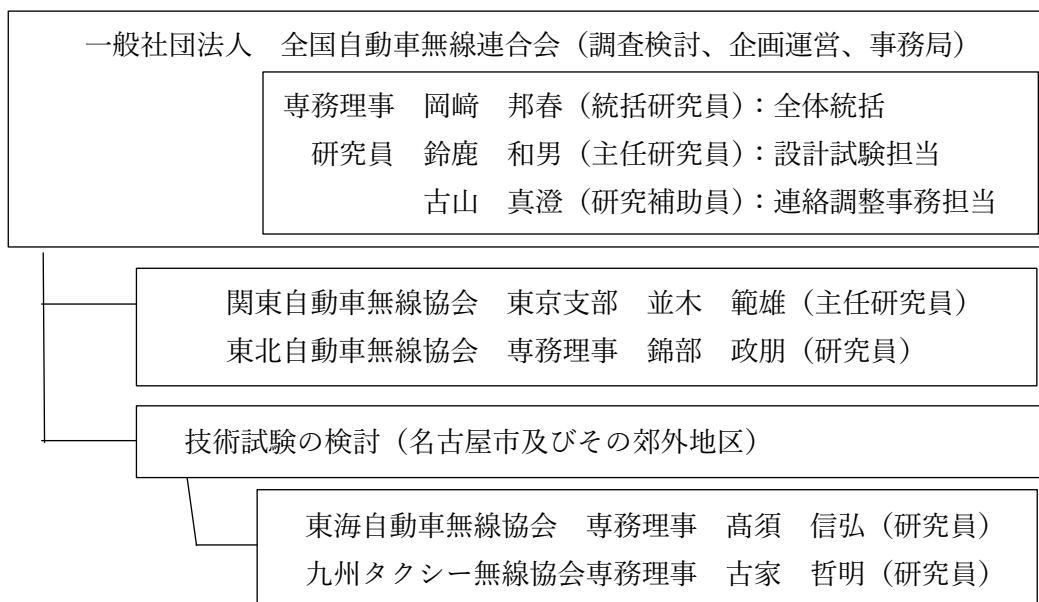 一般社団法人　全国自動車無線連合会（調査検討、企画運営、事務局）
専務理事　岡﨑　邦春（統括研究員）：全体統括
研究員　鈴鹿　和男（主任研究員）：設計試験担当
古山　真澄（研究補助員）：連絡調整事務担当
関東自動車無線協会　東京支部　並木　範雄（主任研究員）
東北自動車無線協会　専務理事　錦部　政朋（研究員）
技術試験の検討（名古屋市及びその郊外地区）
東海自動車無線協会　専務理事　髙須　信弘（研究員）
九州タクシー無線協会専務理事　古家　哲明（研究員）